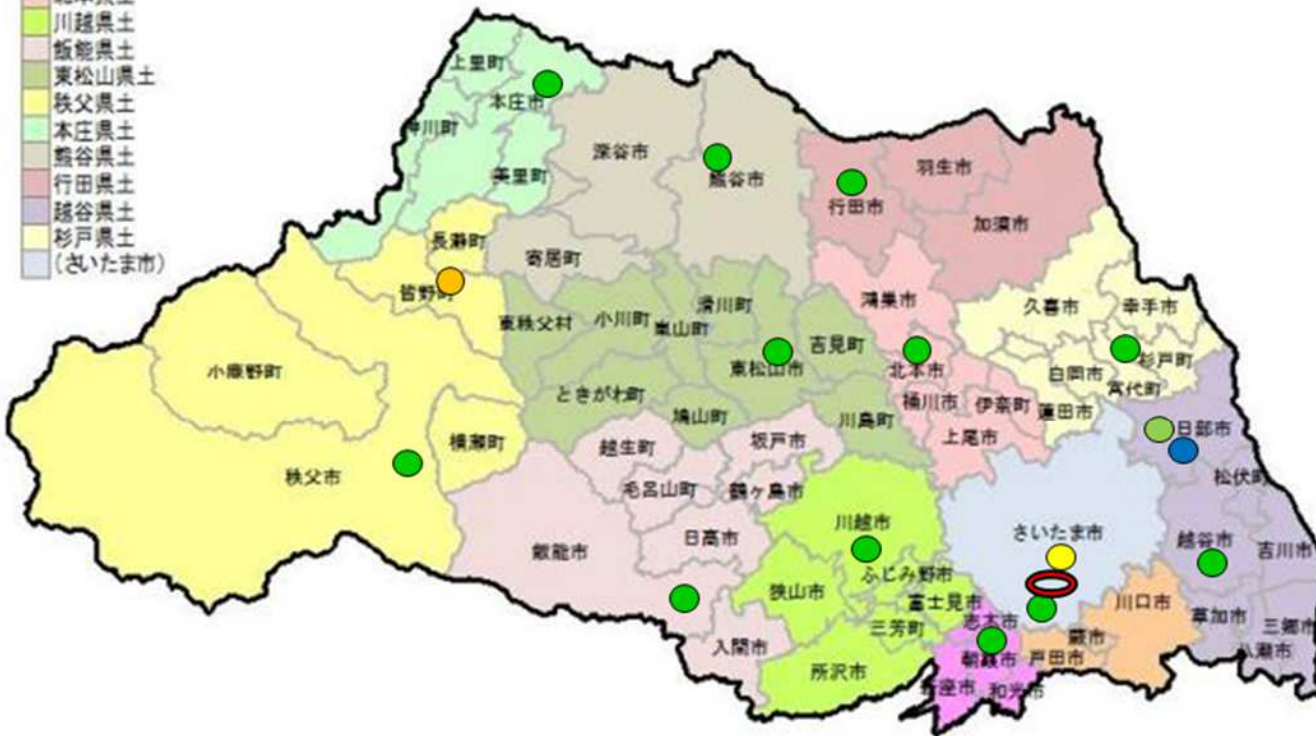 川越県土
飯能県土
東松山県土
秩父県土
本庄県土
熊谷県土
行田県土
越谷県土
杉戸県土
(さいたま市)
上里町
本庄市
神川町
美里町
深谷市
熊谷市
行田市
羽生市
加須市
長瀞町
皆野町
寄居町
東秩父村
小川町
嵐山町
滑川町
吉見町
東松山市
ときがわ町
鳩山町
川島町
鴻巣市
北本市
桶川市
伊奈町
上尾市
久喜市
幸手市
白岡市
宮代町
杉戸町
蓮田市
小鹿野町
秩父市
横瀬町
越生町
毛呂山町
坂戸市
鶴ヶ島市
日高市
飯能市
入間市
川越市
ふじみ野市
富士見市
狭山市
三芳町
所沢市
さいたま市
日部市
松伏町
越谷市
吉川市
草加市
三郷市
八潮市
川口市
蕨市
戸田市
志木市
朝霞市
新座市
和光市